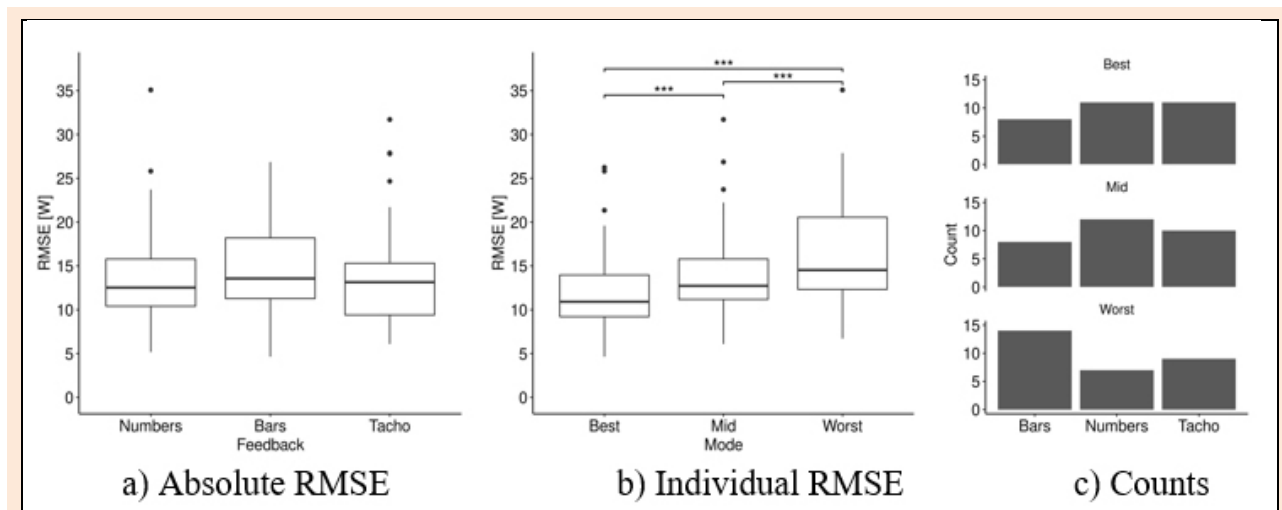 35
30
25
20
15
10
5
0
RMSE [W]
Numbers Bars Tacho
Feedback
a) Absolute RMSE
***
*** ***
35
30
25
20
15
10
5
0
RMSE [W]
Best Mid Worst
Mode
b) Individual RMSE
Best
15
10
5
0
Mid
15
10
5
0
Count
Worst
15
10
5
0
Bars Numbers Tacho
c) Counts